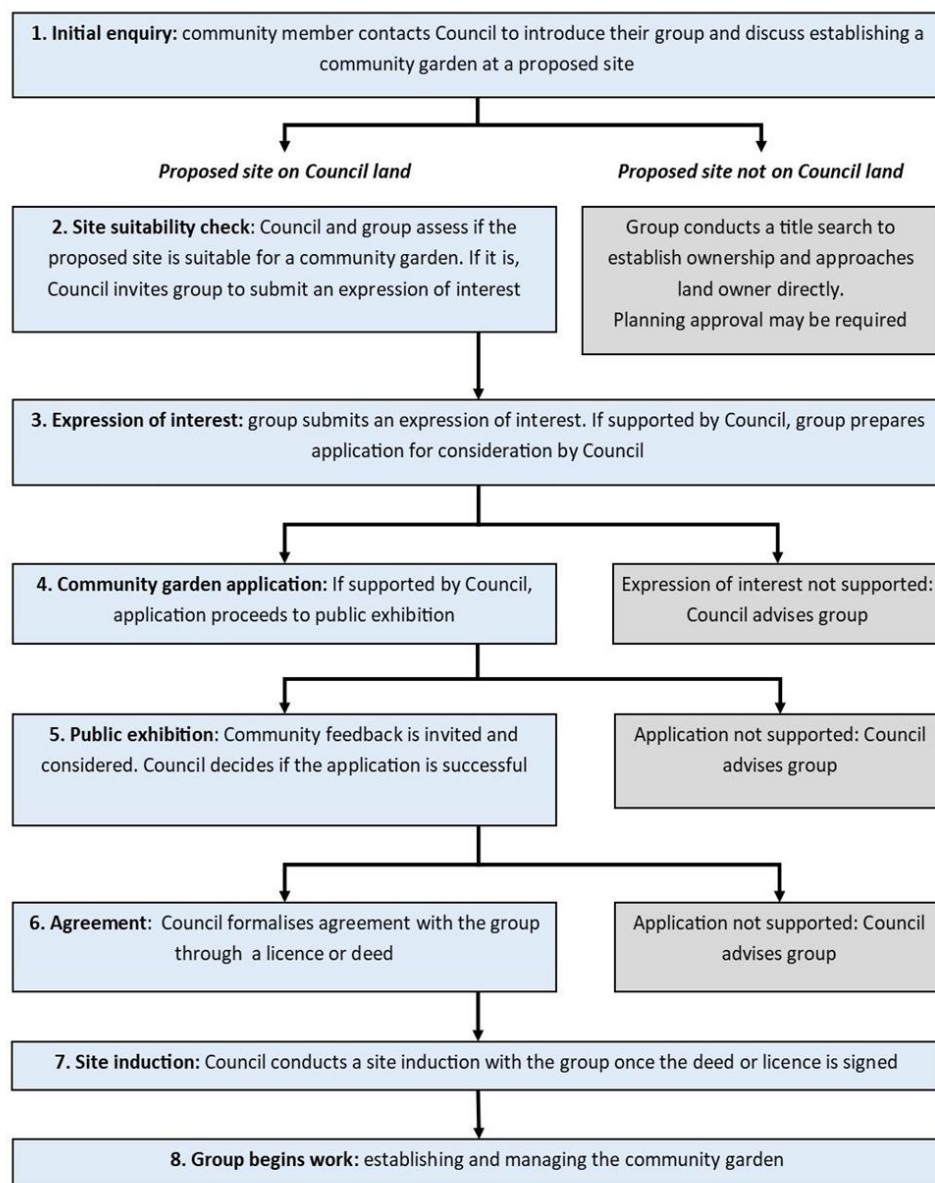 1. Initial enquiry: community member contacts Council to introduce their group and discuss establishing a
community garden at a proposed site
Proposed site on Council land
Proposed site not on Council land
2. Site suitability check: Council and group assess if the
proposed site is suitable for a community garden. If it is,
Council invites group to submit an expression of interest
Group conducts a title search to
establish ownership and approaches
land owner directly.
Planning approval may be required
3. Expression of interest: group submits an expression of interest. If supported by Council, group prepares
application for consideration by Council
4. Community garden application: If supported by Council,
application proceeds to public exhibition
Expression of interest not supported:
Council advises group
5. Public exhibition: Community feedback is invited and
considered. Council decides if the application is successful
Application not supported: Council
advises group
6. Agreement: Council formalises agreement with the group
through a licence or deed
Application not supported: Council
advises group
7. Site induction: Council conducts a site induction with the group once the deed or licence is signed
8. Group begins work: establishing and managing the community garden